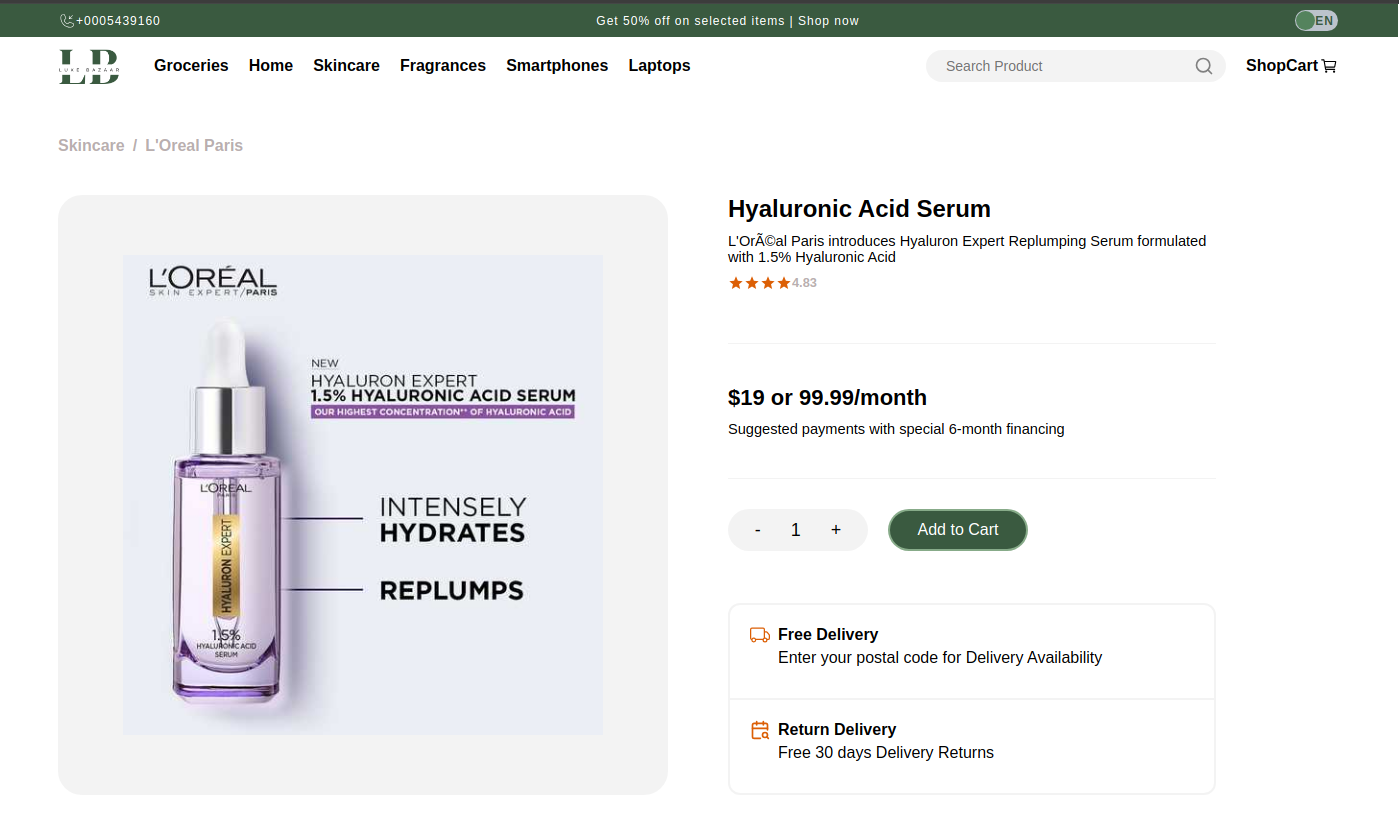 +0005439160
Get 50% off on selected items | Shop now
EN
LB
LUXE BAZAAR
Groceries Home Skincare Fragrances Smartphones Laptops
Search Product
ShopCart
Skincare / L'Oreal Paris
L'ORÉAL
SKIN EXPERT/PARIS
NEW
HYALURON EXPERT
1.5% HYALURONIC ACID SERUM
OUR HIGHEST CONCENTRATION** OF HYALURONIC ACID
L'ORÉAL
PARIS
HYALURON EXPERT
1.5%
HYALURONIC ACID
SERUM
INTENSELY
HYDRATES
REPLUMPS
Hyaluronic Acid Serum
L'OrÃ©al Paris introduces Hyaluron Expert Replumping Serum formulated
with 1.5% Hyaluronic Acid
4.83
$19 or 99.99/month
Suggested payments with special 6-month financing
- 1 +
Add to Cart
Free Delivery
Enter your postal code for Delivery Availability
Return Delivery
Free 30 days Delivery Returns